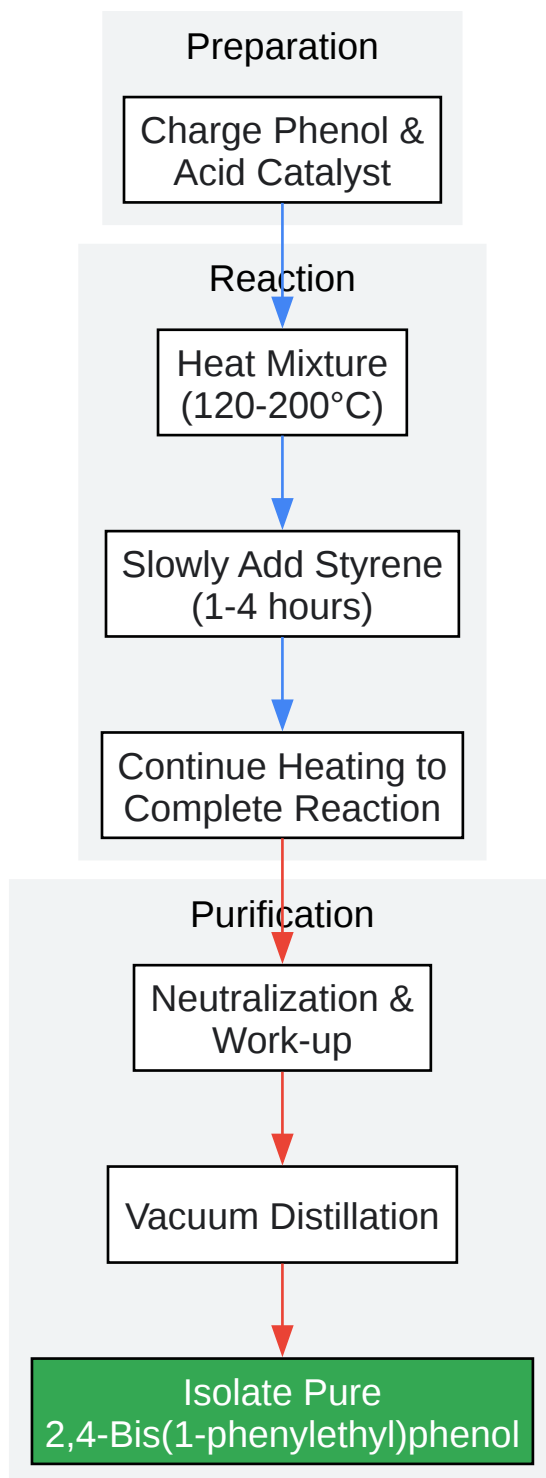 Preparation
Charge Phenol &
Acid Catalyst
Reaction
Heat Mixture
(120-200°C)
Slowly Add Styrene
(1-4 hours)
Continue Heating to
Complete Reaction
Purification
Neutralization &
Work-up
Vacuum Distillation
Isolate Pure
2,4-Bis(1-phenylethyl)phenol